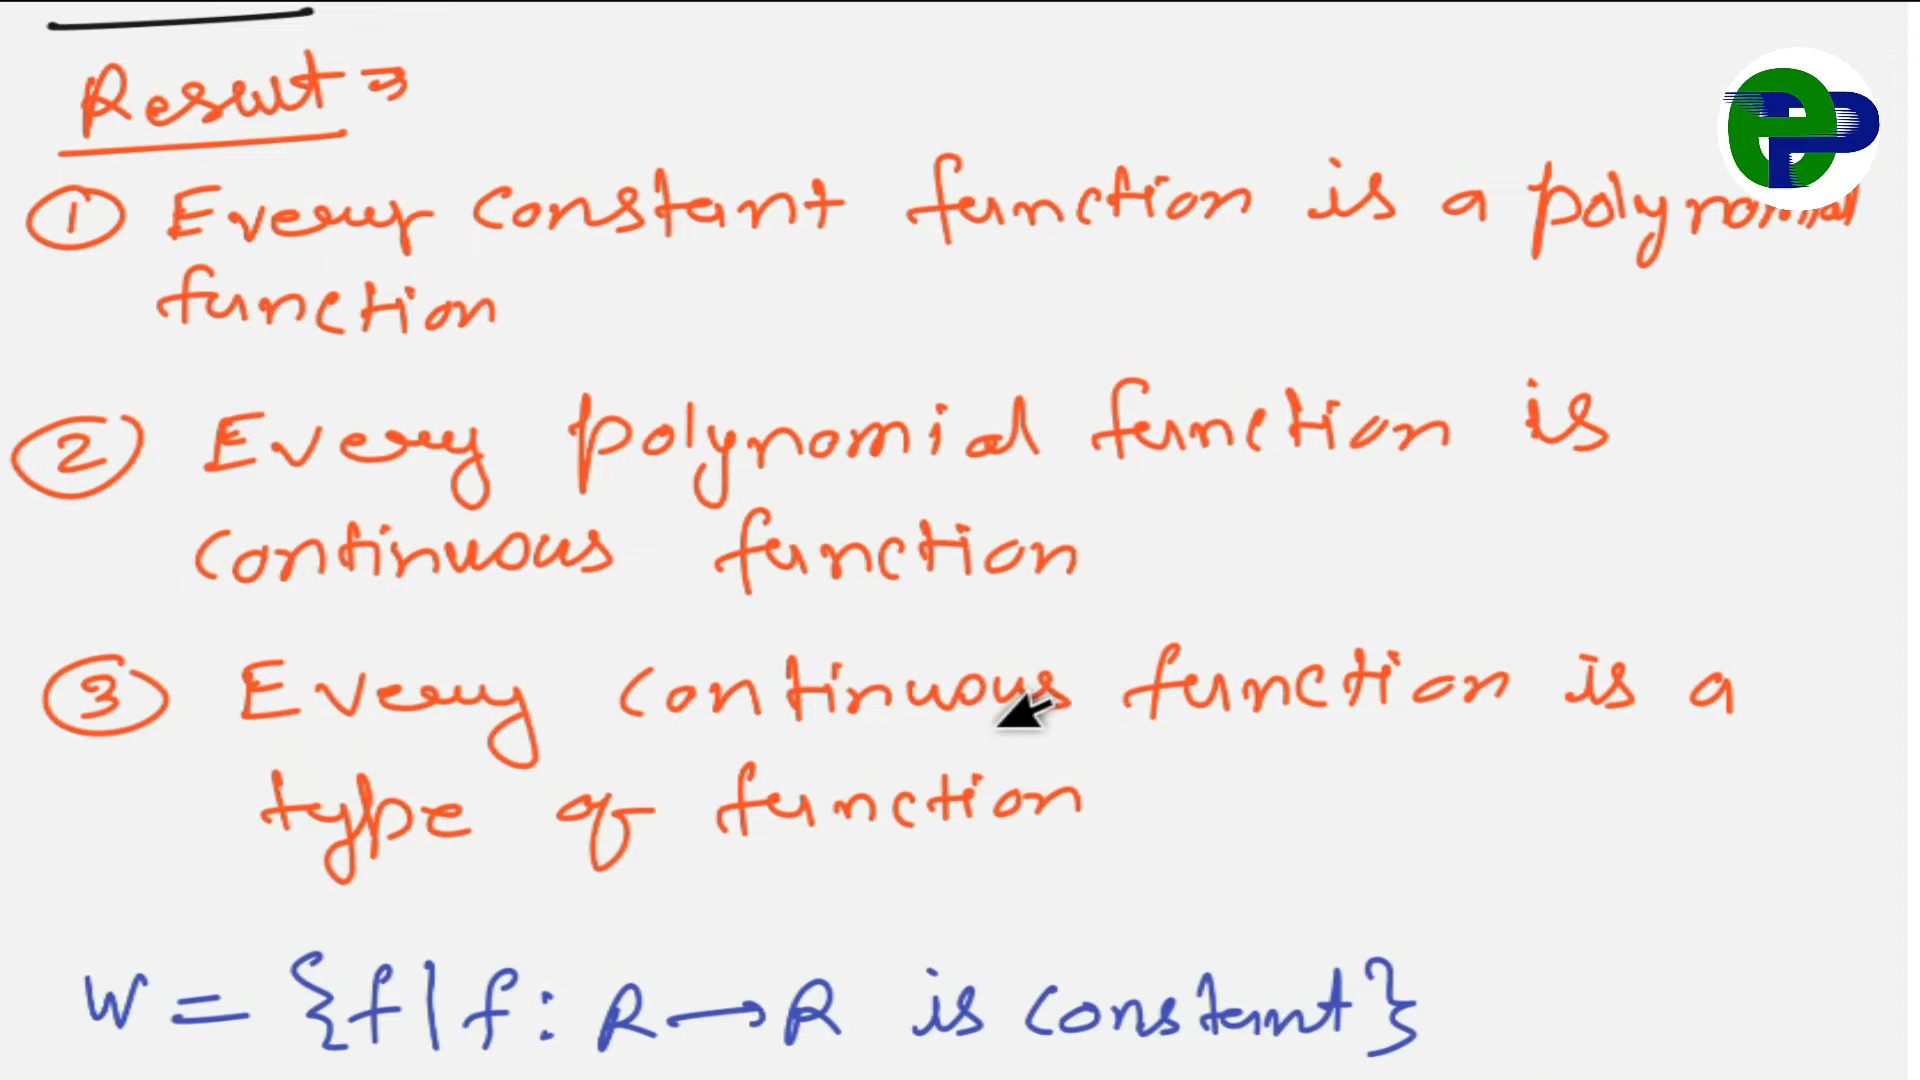 Result ⇒
① Every constant function is a polynomial
function
② Every polynomial function is
continuous function
③ Every continuous function is a
type of function
W = {f | f : R → R is constant}
eP